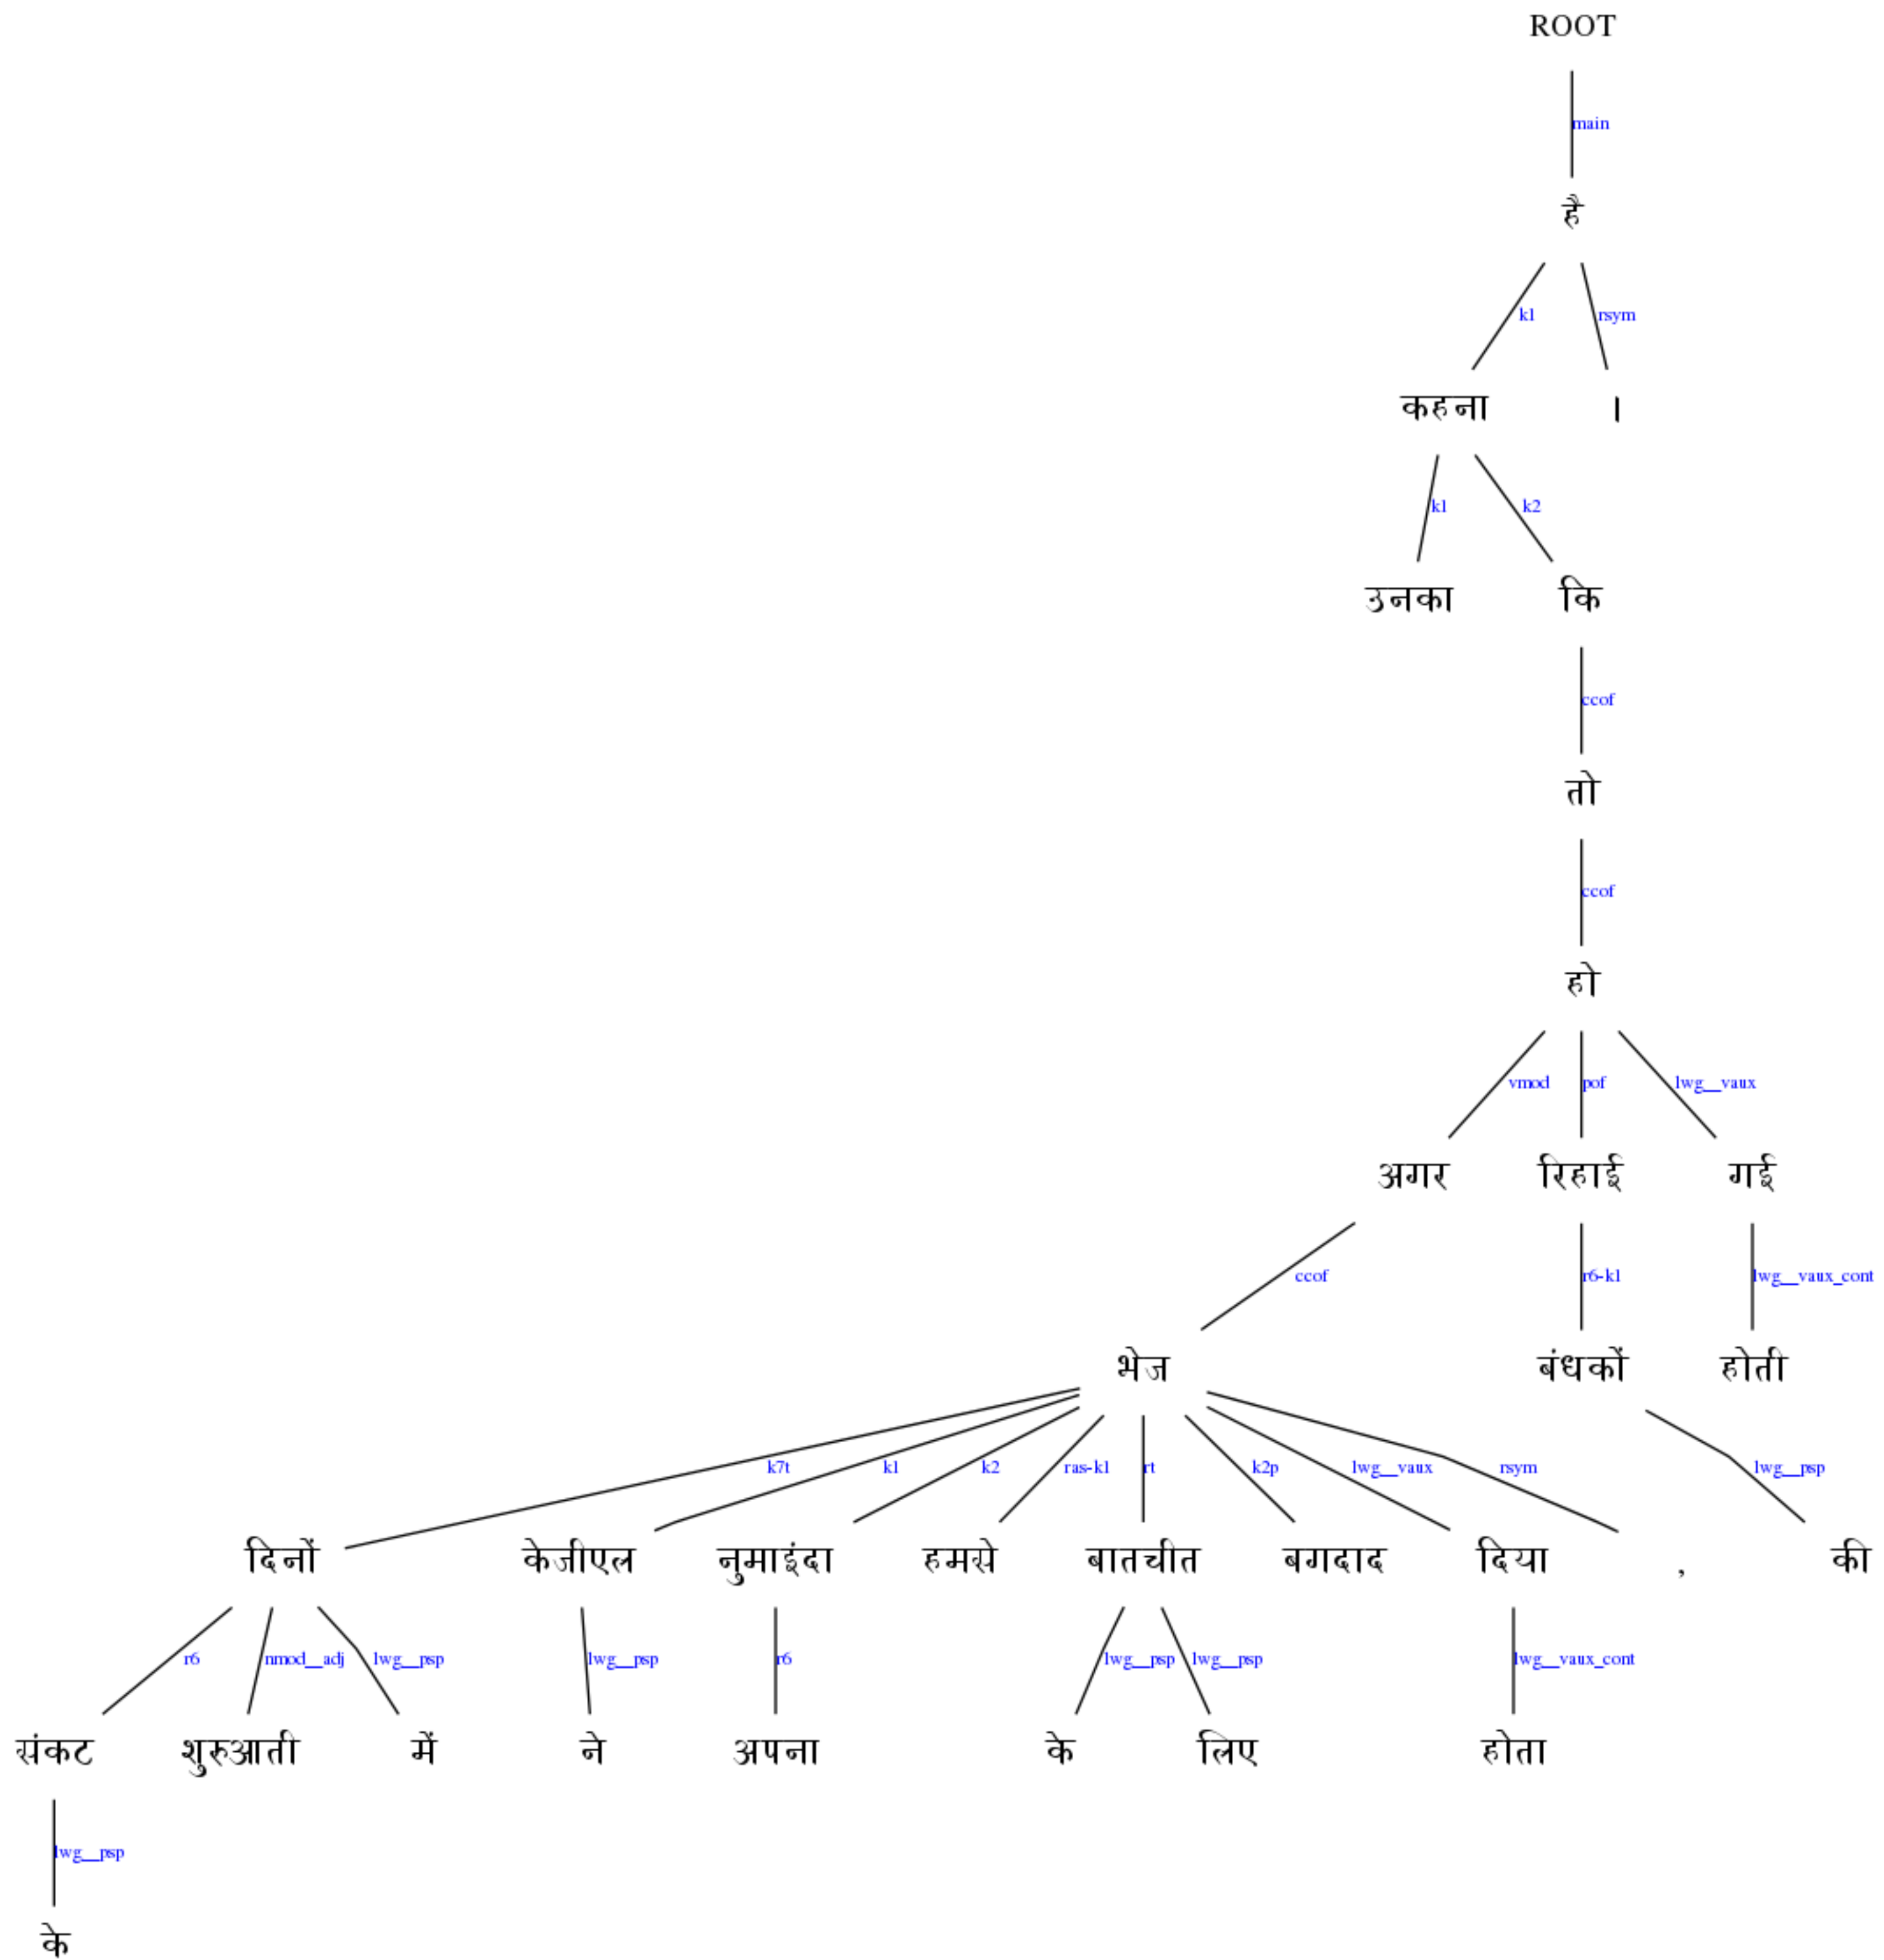 ROOT
main
है
k1 rsym
कहना ।
k1 k2
उनका कि
ccof
तो
ccof
हो
vmod pof lwg__vaux
अगर रिहाई गई
ccof r6-k1 lwg__vaux_cont
भेज बंधकों होती
k7t k1 k2 ras-k1 rt k2p lwg__vaux rsym lwg__psp
दिनों केजीएल नुमाइंदा हमसे बातचीत बगदाद दिया , की
r6 nmod__adj lwg__psp lwg__psp r6 lwg__psp lwg__psp lwg__vaux_cont
संकट शुरुआती में ने अपना के लिए होता
lwg__psp
के